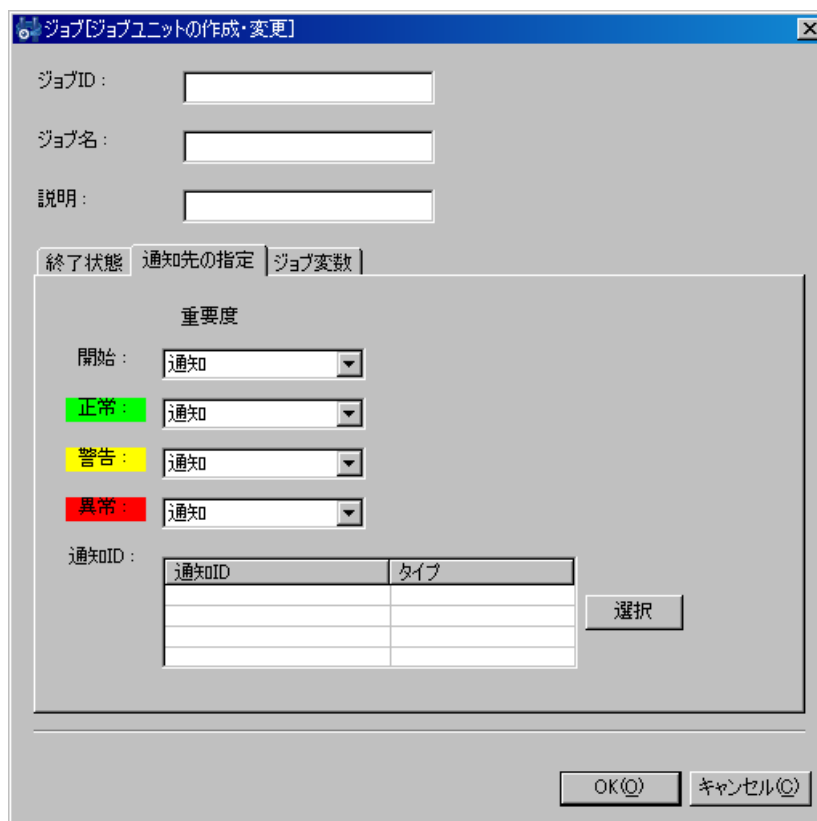 ジョブ[ジョブユニットの作成・変更]
ジョブID：
ジョブ名：
説明：
終了状態 通知先の指定 ジョブ変数
重要度
開始： 通知
正常： 通知
警告： 通知
異常： 通知
通知ID： 通知ID タイプ
選択
OK(O) キャンセル(C)